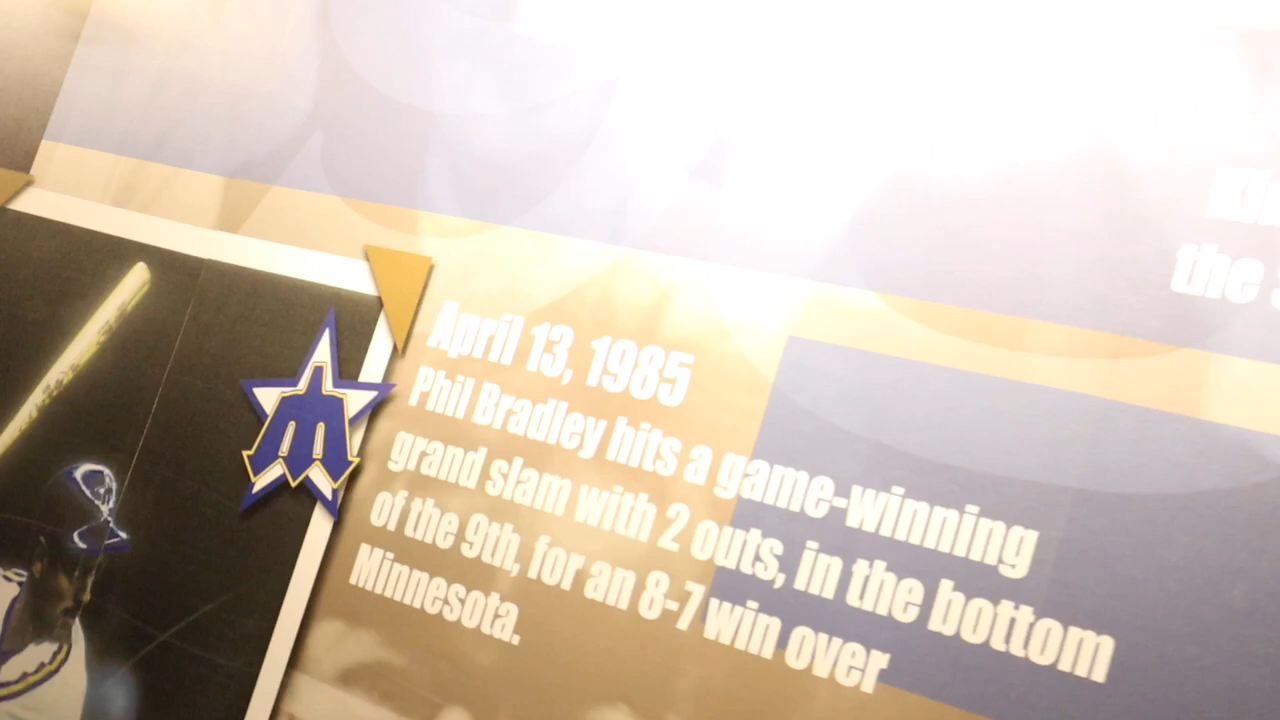 the
April 13, 1985
Phil Bradley hits a game-winning
grand slam with 2 outs, in the bottom
of the 9th, for an 8-7 win over
Minnesota.